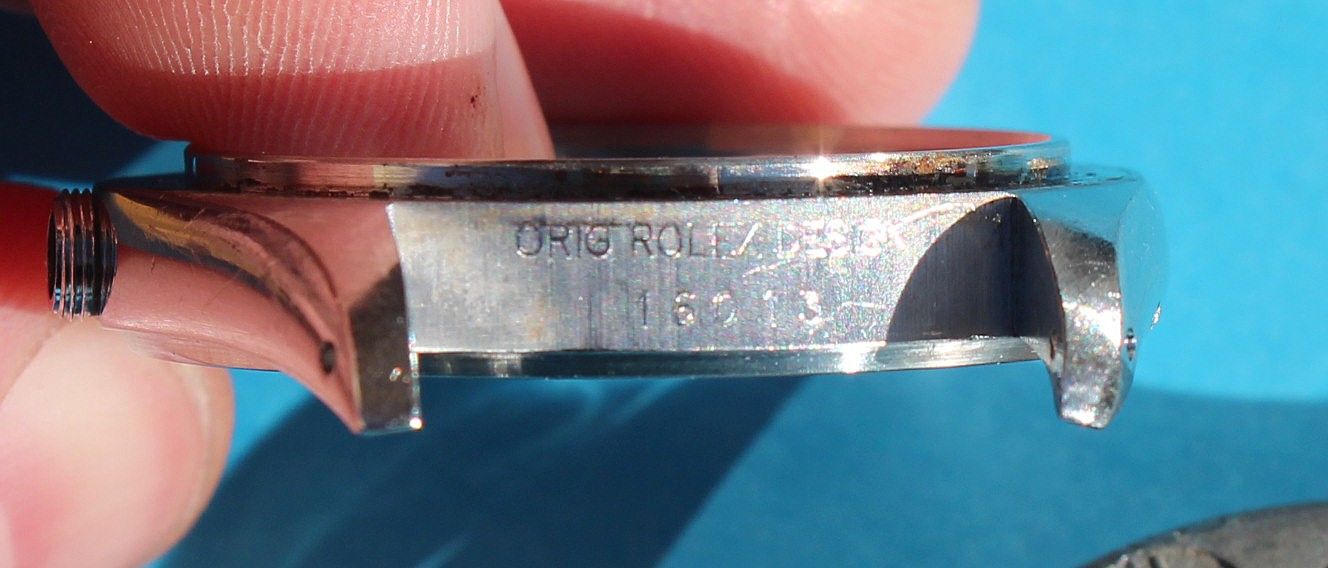 ORIG ROLEX DESIGN
16013